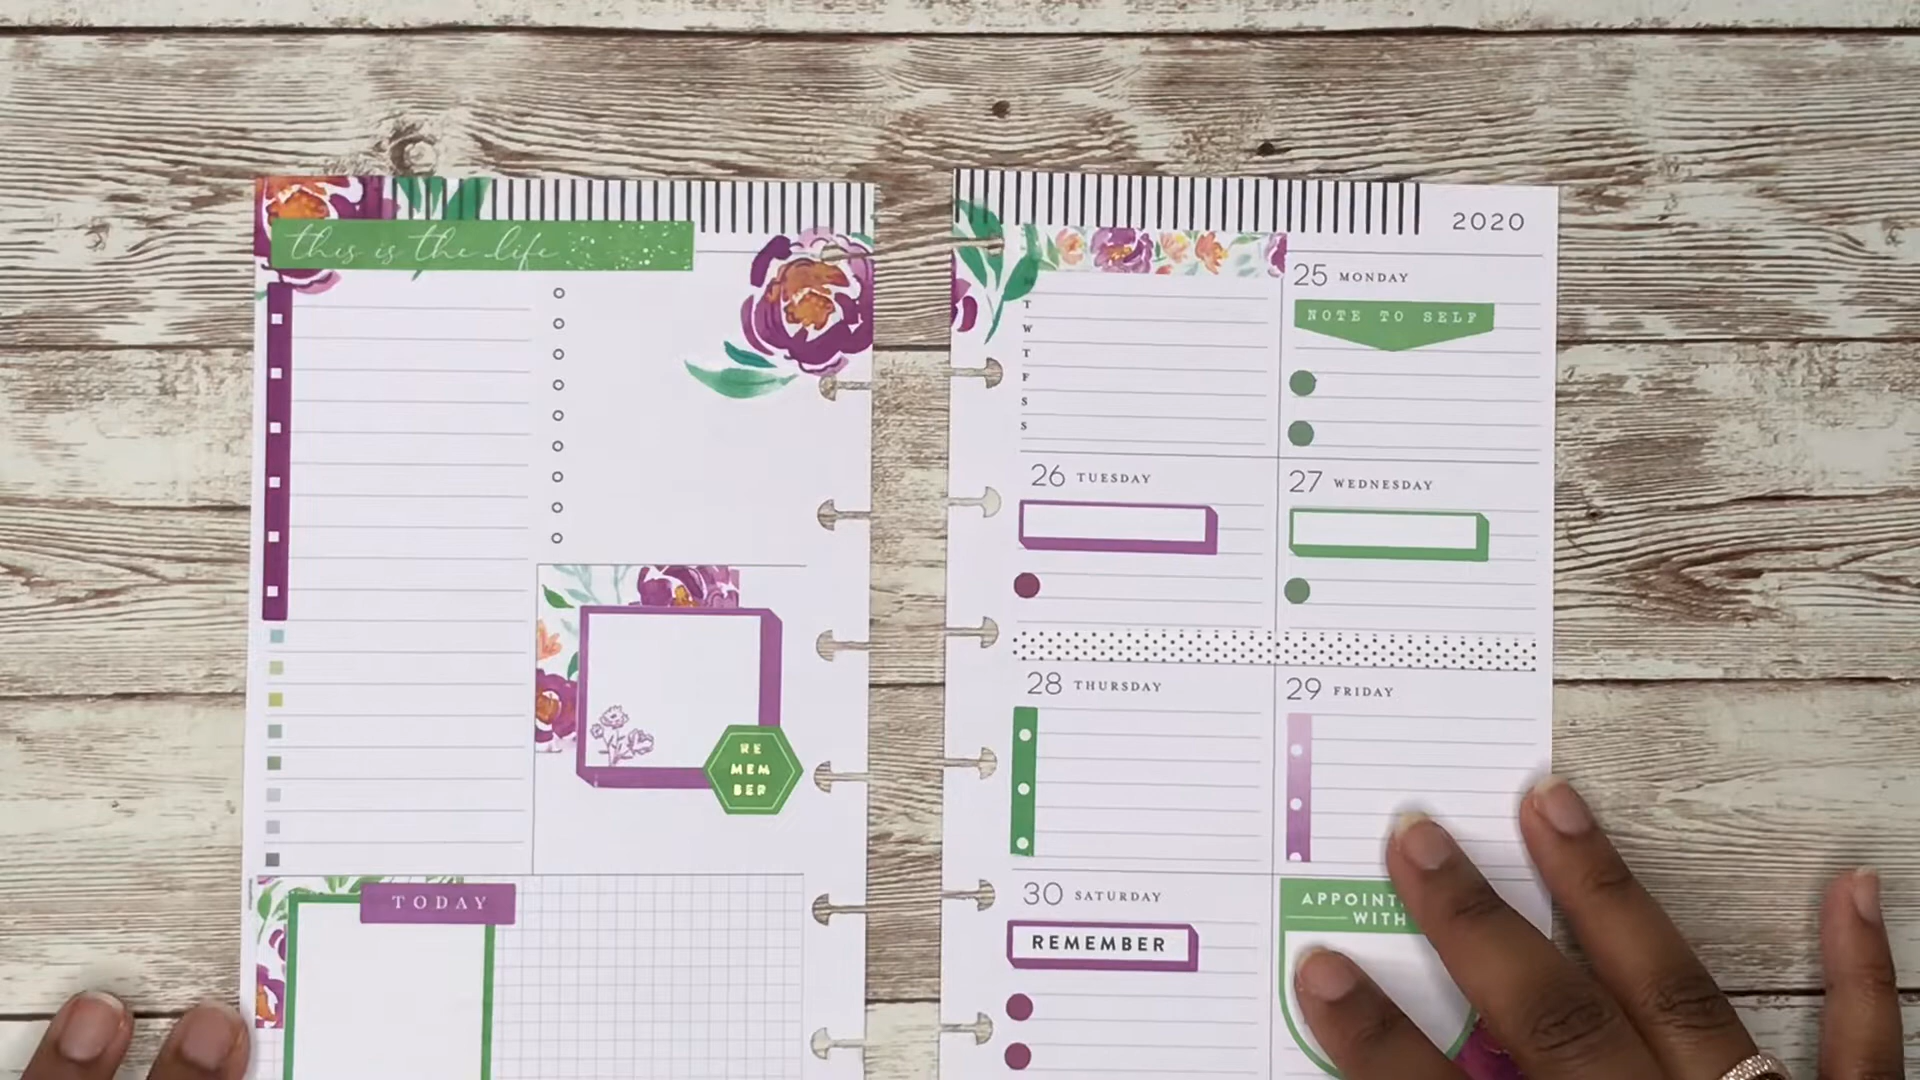 this is the life
RE
MEM
BER
TODAY
2020
T
W
T
F
S
S
25 MONDAY
NOTE TO SELF
26 TUESDAY
27 WEDNESDAY
28 THURSDAY
29 FRIDAY
30 SATURDAY
REMEMBER
WITH